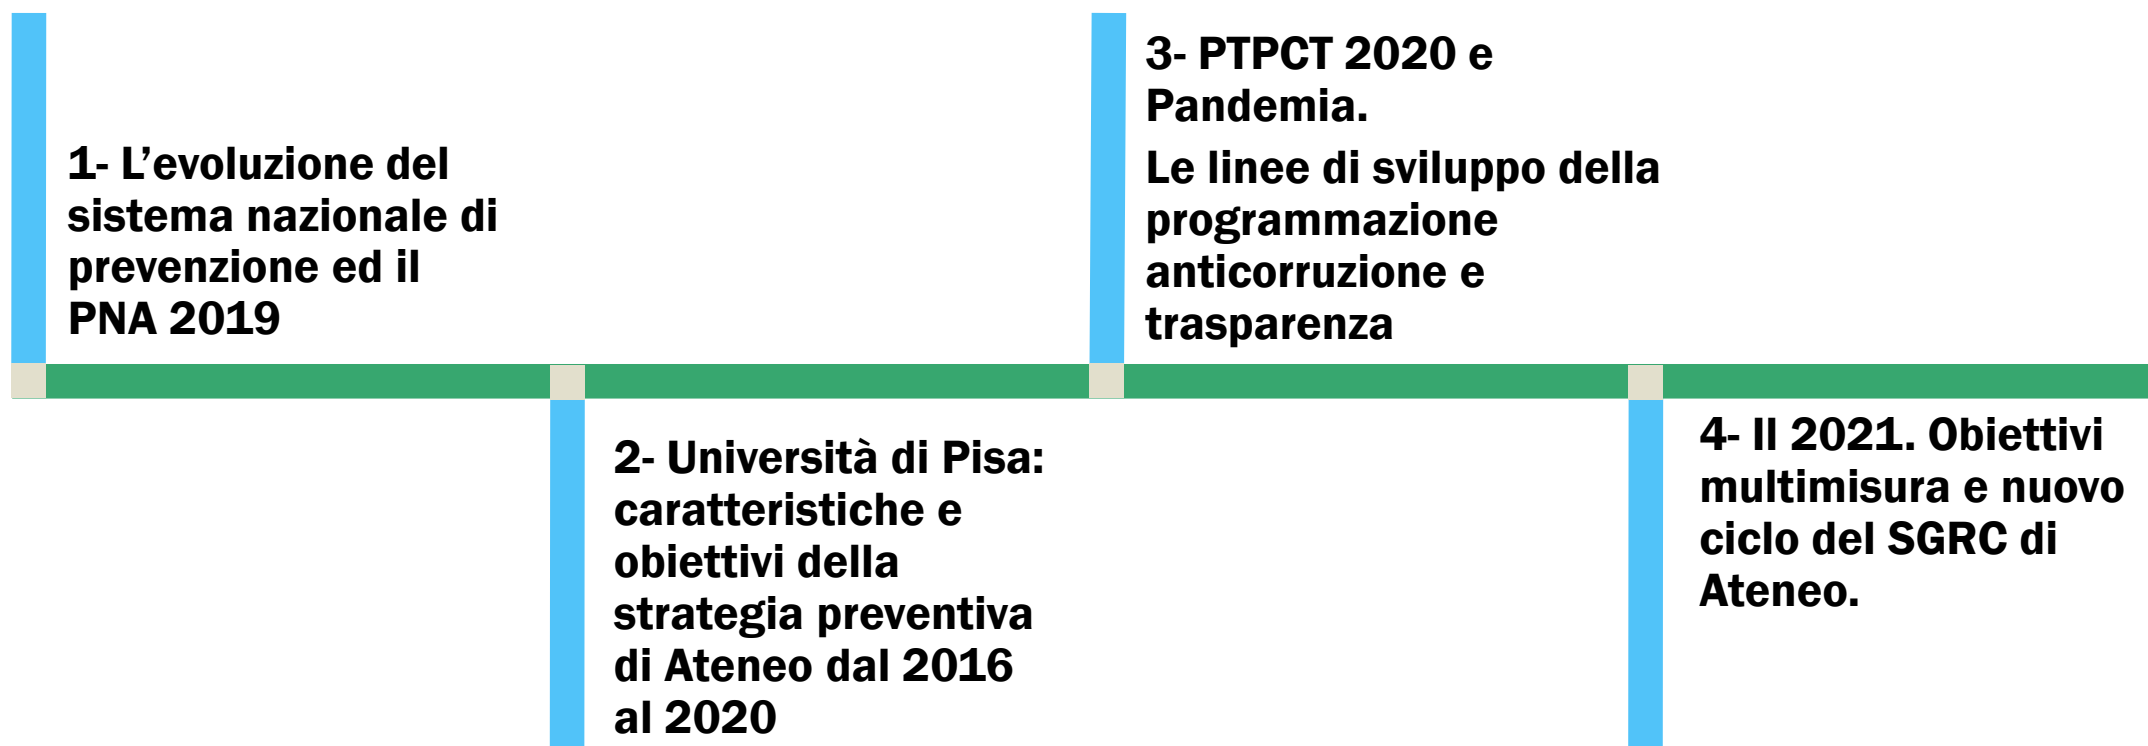 1- L’evoluzione del
sistema nazionale di
prevenzione ed il
PNA 2019
2- Università di Pisa:
caratteristiche e
obiettivi della
strategia preventiva
di Ateneo dal 2016
al 2020
3- PTPCT 2020 e
Pandemia.
Le linee di sviluppo della
programmazione
anticorruzione e
trasparenza
4- Il 2021. Obiettivi
multimisura e nuovo
ciclo del SGRC di
Ateneo.